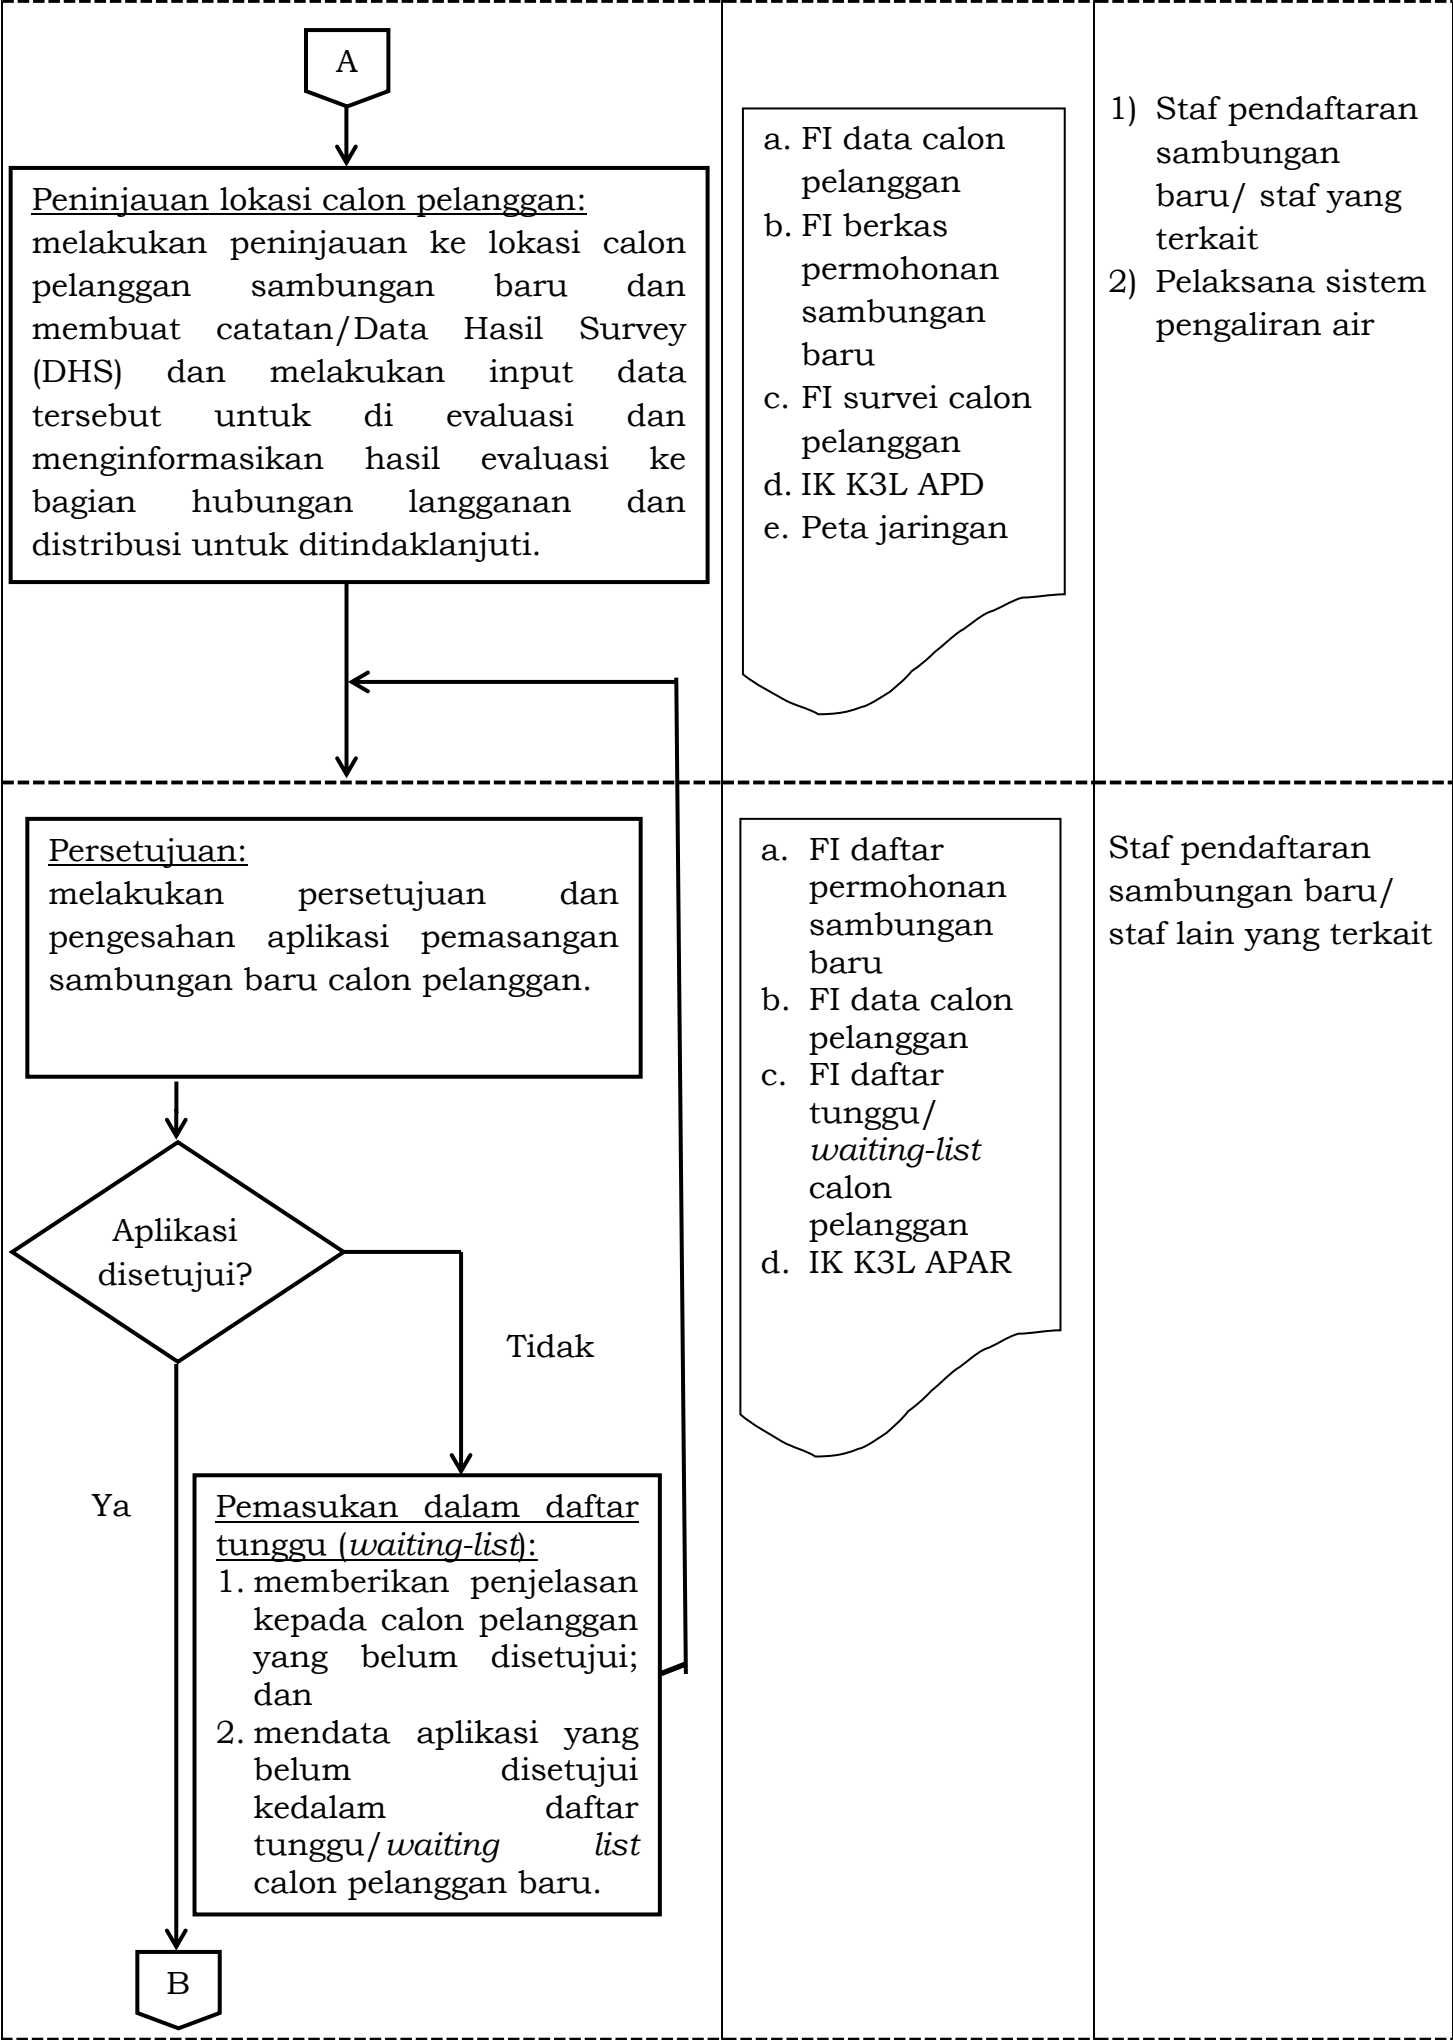 A
Peninjauan lokasi calon pelanggan:
melakukan peninjauan ke lokasi calon
pelanggan sambungan baru dan
membuat catatan/Data Hasil Survey
(DHS) dan melakukan input data
tersebut untuk di evaluasi dan
menginformasikan hasil evaluasi ke
bagian hubungan langganan dan
distribusi untuk ditindaklanjuti.
a. FI data calon
pelanggan
b. FI berkas
permohonan
sambungan
baru
c. FI survei calon
pelanggan
d. IK K3L APD
e. Peta jaringan
1) Staf pendaftaran
sambungan
baru/ staf yang
terkait
2) Pelaksana sistem
pengaliran air
Persetujuan:
melakukan persetujuan dan
pengesahan aplikasi pemasangan
sambungan baru calon pelanggan.
Aplikasi
disetujui?
Tidak
Ya
Pemasukan dalam daftar
tunggu (waiting-list):
1. memberikan penjelasan
kepada calon pelanggan
yang belum disetujui;
dan
2. mendata aplikasi yang
belum disetujui
kedalam daftar
tunggu/waiting list
calon pelanggan baru.
B
a. FI daftar
permohonan
sambungan
baru
b. FI data calon
pelanggan
c. FI daftar
tunggu/
waiting-list
calon
pelanggan
d. IK K3L APAR
Staf pendaftaran
sambungan baru/
staf lain yang terkait